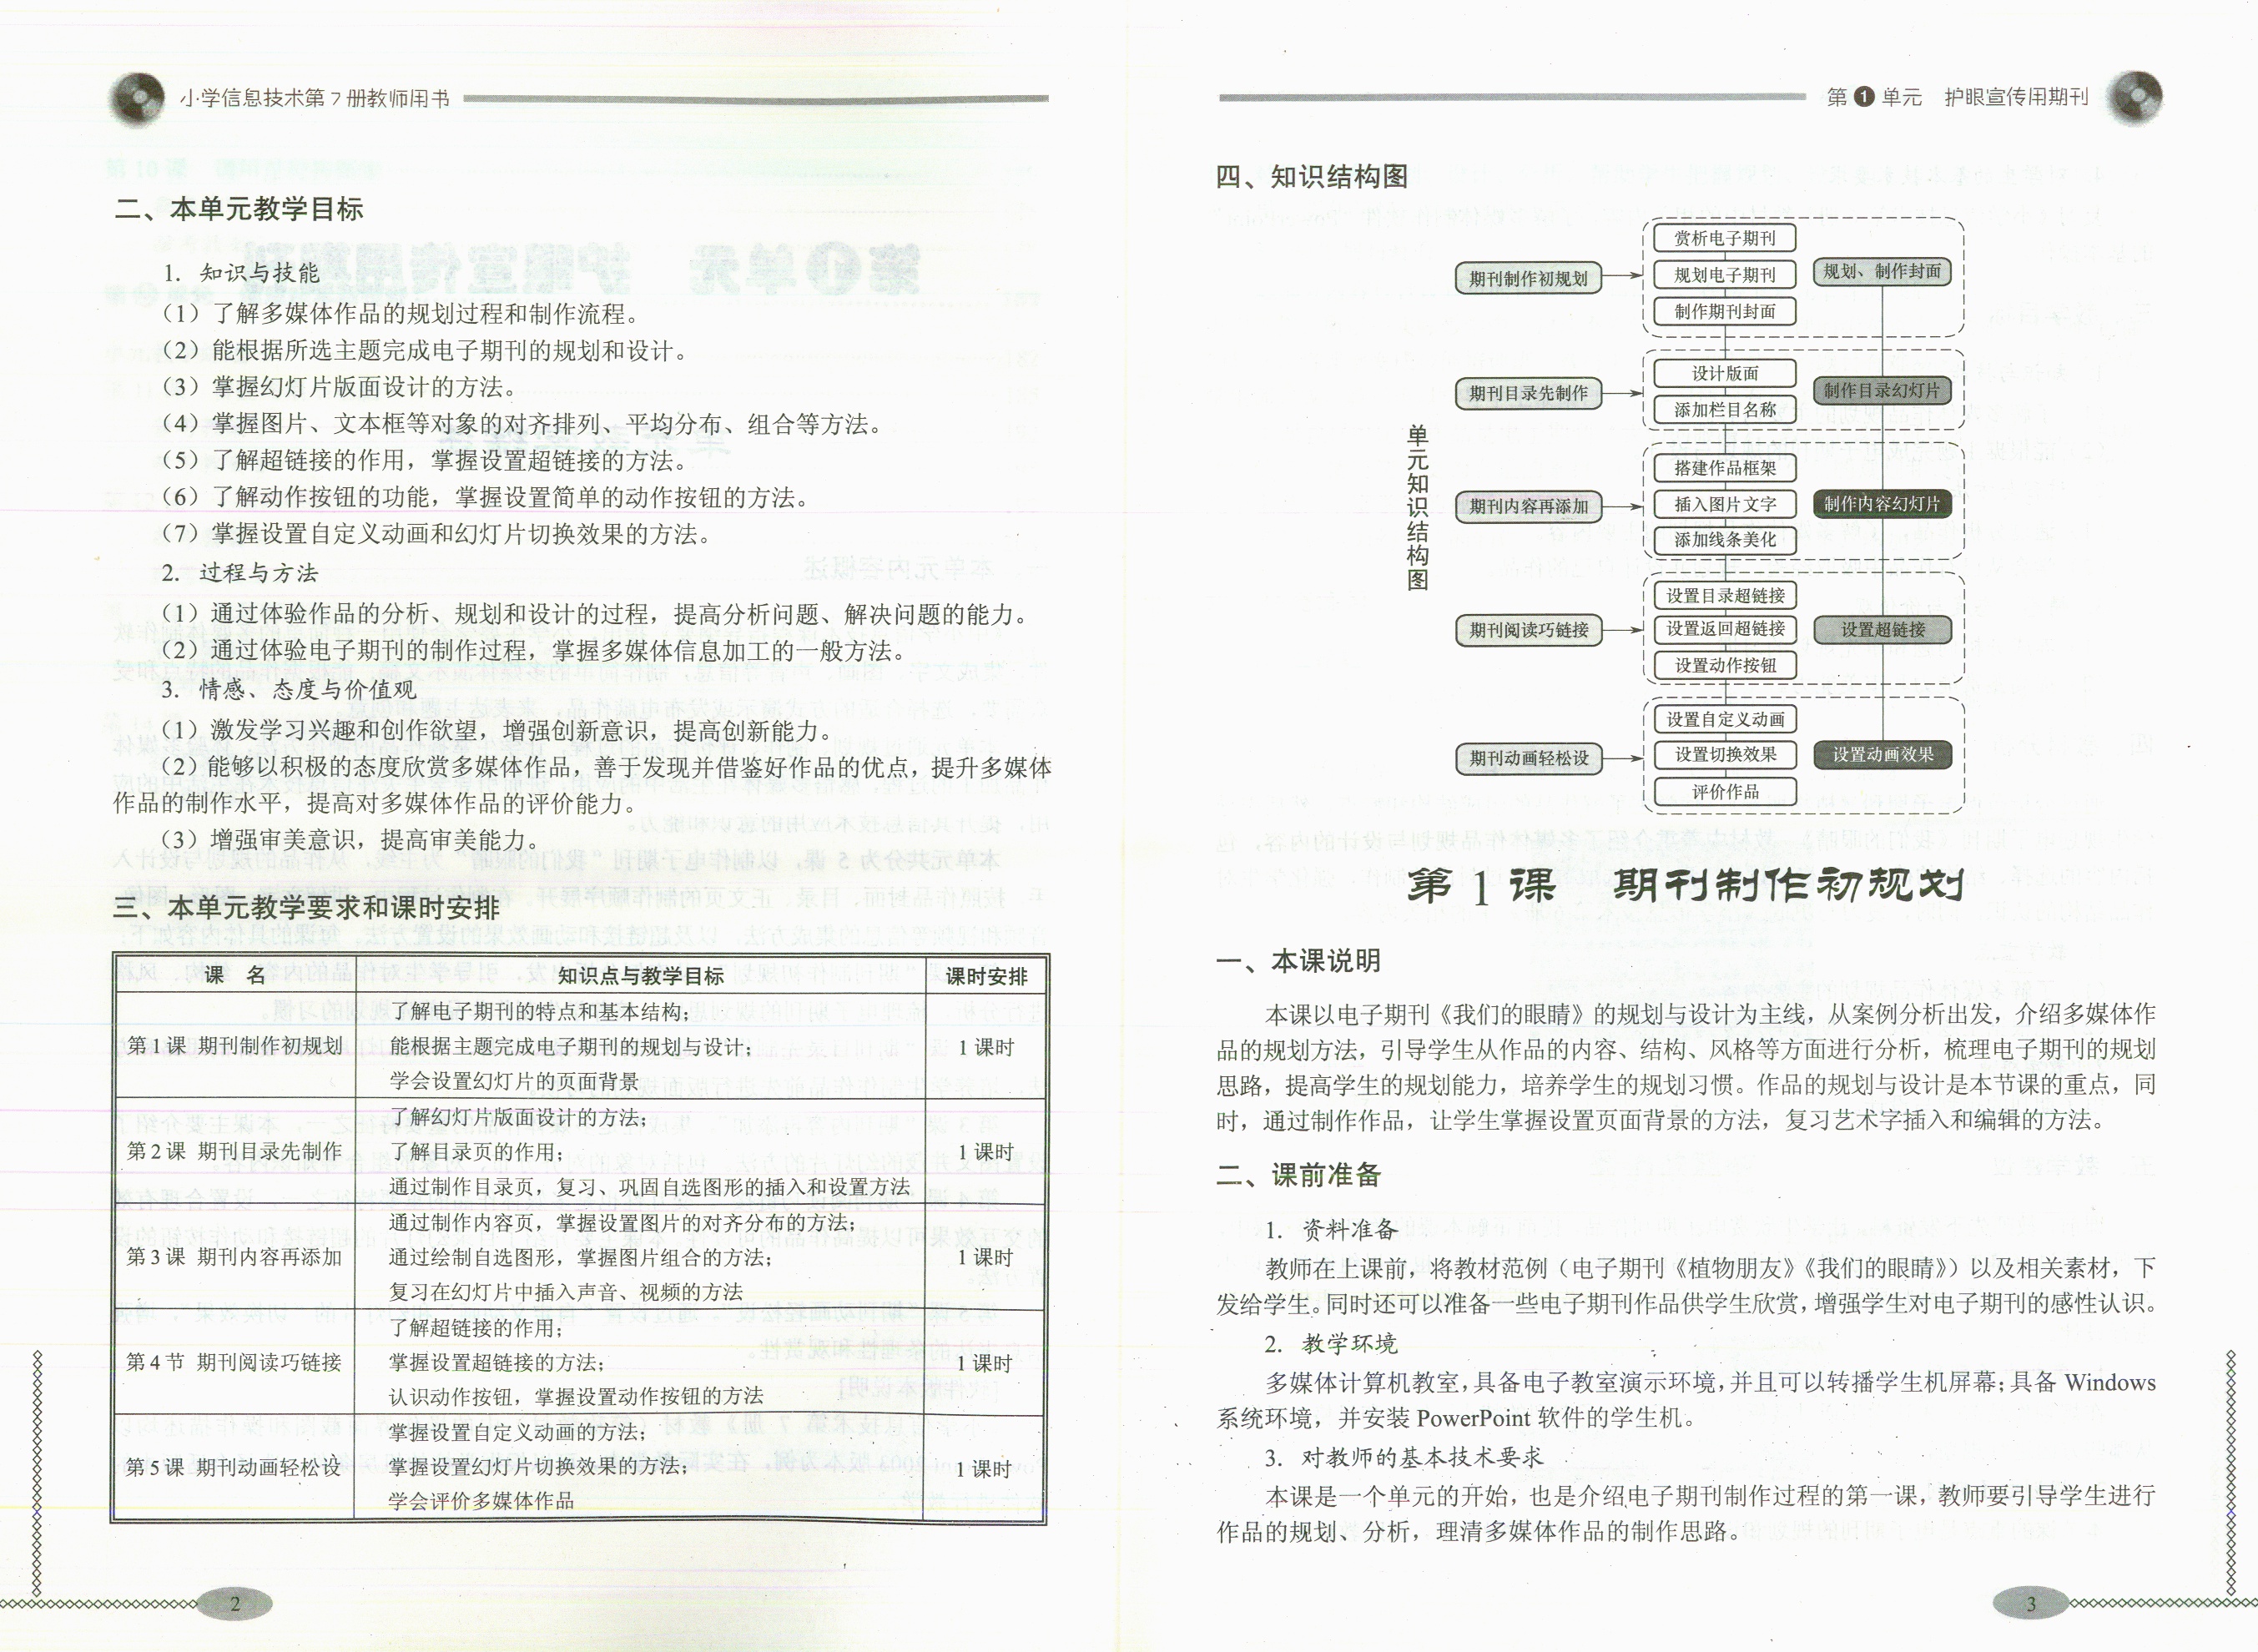 小学信息技术第7册教师用书
二、本单元教学目标
1. 知识与技能
（1）了解多媒体作品的规划过程和制作流程。
（2）能根据所选主题完成电子期刊的规划和设计。
（3）掌握幻灯片版面设计的方法。
（4）掌握图片、文本框等对象的对齐排列、平均分布、组合等方法。
（5）了解超链接的作用，掌握设置超链接的方法。
（6）了解动作按钮的功能，掌握设置简单的动作按钮的方法。
（7）掌握设置自定义动画和幻灯片切换效果的方法。
2. 过程与方法
（1）通过体验作品的分析、规划和设计的过程，提高分析问题、解决问题的能力。
（2）通过体验电子期刊的制作过程，掌握多媒体信息加工的一般方法。
3. 情感、态度与价值观
（1）激发学习兴趣和创作欲望，增强创新意识，提高创新能力。
（2）能够以积极的态度欣赏多媒体作品，善于发现并借鉴好作品的优点，提升多媒体
作品的制作水平，提高对多媒体作品的评价能力。
（3）增强审美意识，提高审美能力。
三、本单元教学要求和课时安排
课 名 知识点与教学目标 课时安排
了解电子期刊的特点和基本结构；
第1课 期刊制作初规划 能根据主题完成电子期刊的规划与设计； 1课时
学会设置幻灯片的页面背景
了解幻灯片版面设计的方法；
第2课 期刊目录先制作 了解目录页的作用； 1课时
通过制作目录页，复习、巩固自选图形的插入和设置方法
通过制作内容页，掌握设置图片的对齐分布的方法；
第3课 期刊内容再添加 通过绘制自选图形，掌握图片组合的方法； 1课时
复习在幻灯片中插入声音、视频的方法
了解超链接的作用；
第4节 期刊阅读巧链接 掌握设置超链接的方法； 1课时
认识动作按钮，掌握设置动作按钮的方法
掌握设置自定义动画的方法；
第5课 期刊动画轻松设 掌握设置幻灯片切换效果的方法； 1课时
学会评价多媒体作品
2
第1单元 护眼宣传用期刊
四、知识结构图
单元知识结构图
期刊制作初规划
赏析电子期刊
规划电子期刊
制作期刊封面
规划、制作封面
期刊目录先制作
设计版面
添加栏目名称
制作目录幻灯片
期刊内容再添加
搭建作品框架
插入图片文字
添加线条美化
制作内容幻灯片
期刊阅读巧链接
设置目录超链接
设置返回超链接
设置动作按钮
设置超链接
期刊动画轻松设
设置自定义动画
设置切换效果
评价作品
设置动画效果
第1课 期刊制作初规划
一、本课说明
本课以电子期刊《我们的眼睛》的规划与设计为主线，从案例分析出发，介绍多媒体作
品的规划方法，引导学生从作品的内容、结构、风格等方面进行分析，梳理电子期刊的规划
思路，提高学生的规划能力，培养学生的规划习惯。作品的规划与设计是本节课的重点，同
时，通过制作作品，让学生掌握设置页面背景的方法，复习艺术字插入和编辑的方法。
二、课前准备
1. 资料准备
教师在上课前，将教材范例（电子期刊《植物朋友》《我们的眼睛》）以及相关素材，下
发给学生。同时还可以准备一些电子期刊作品供学生欣赏，增强学生对电子期刊的感性认识。
2. 教学环境
多媒体计算机教室，具备电子教室演示环境，并且可以转播学生机屏幕；具备 Windows
系统环境，并安装 PowerPoint 软件的学生机。
3. 对教师的基本技术要求
本课是一个单元的开始，也是介绍电子期刊制作过程的第一课，教师要引导学生进行
作品的规划、分析，理清多媒体作品的制作思路。
3